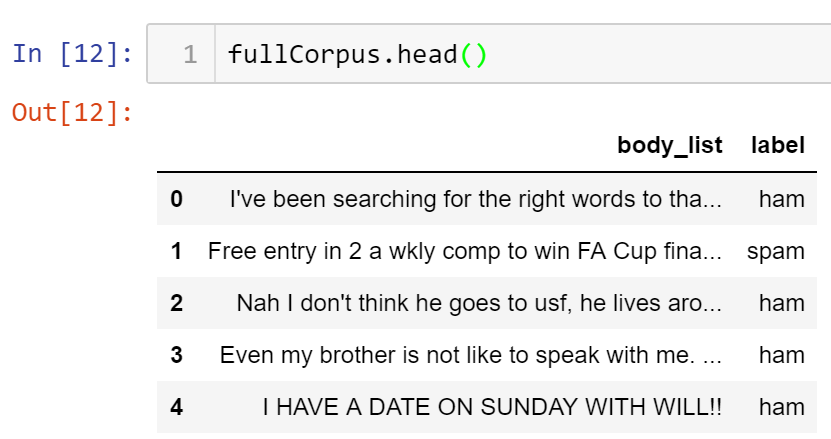 In [12]: 1 fullCorpus.head()
Out[12]:
body_list label
0 I've been searching for the right words to tha... ham
1 Free entry in 2 a wkly comp to win FA Cup fina... spam
2 Nah I don't think he goes to usf, he lives aro... ham
3 Even my brother is not like to speak with me. ... ham
4 I HAVE A DATE ON SUNDAY WITH WILL!! ham